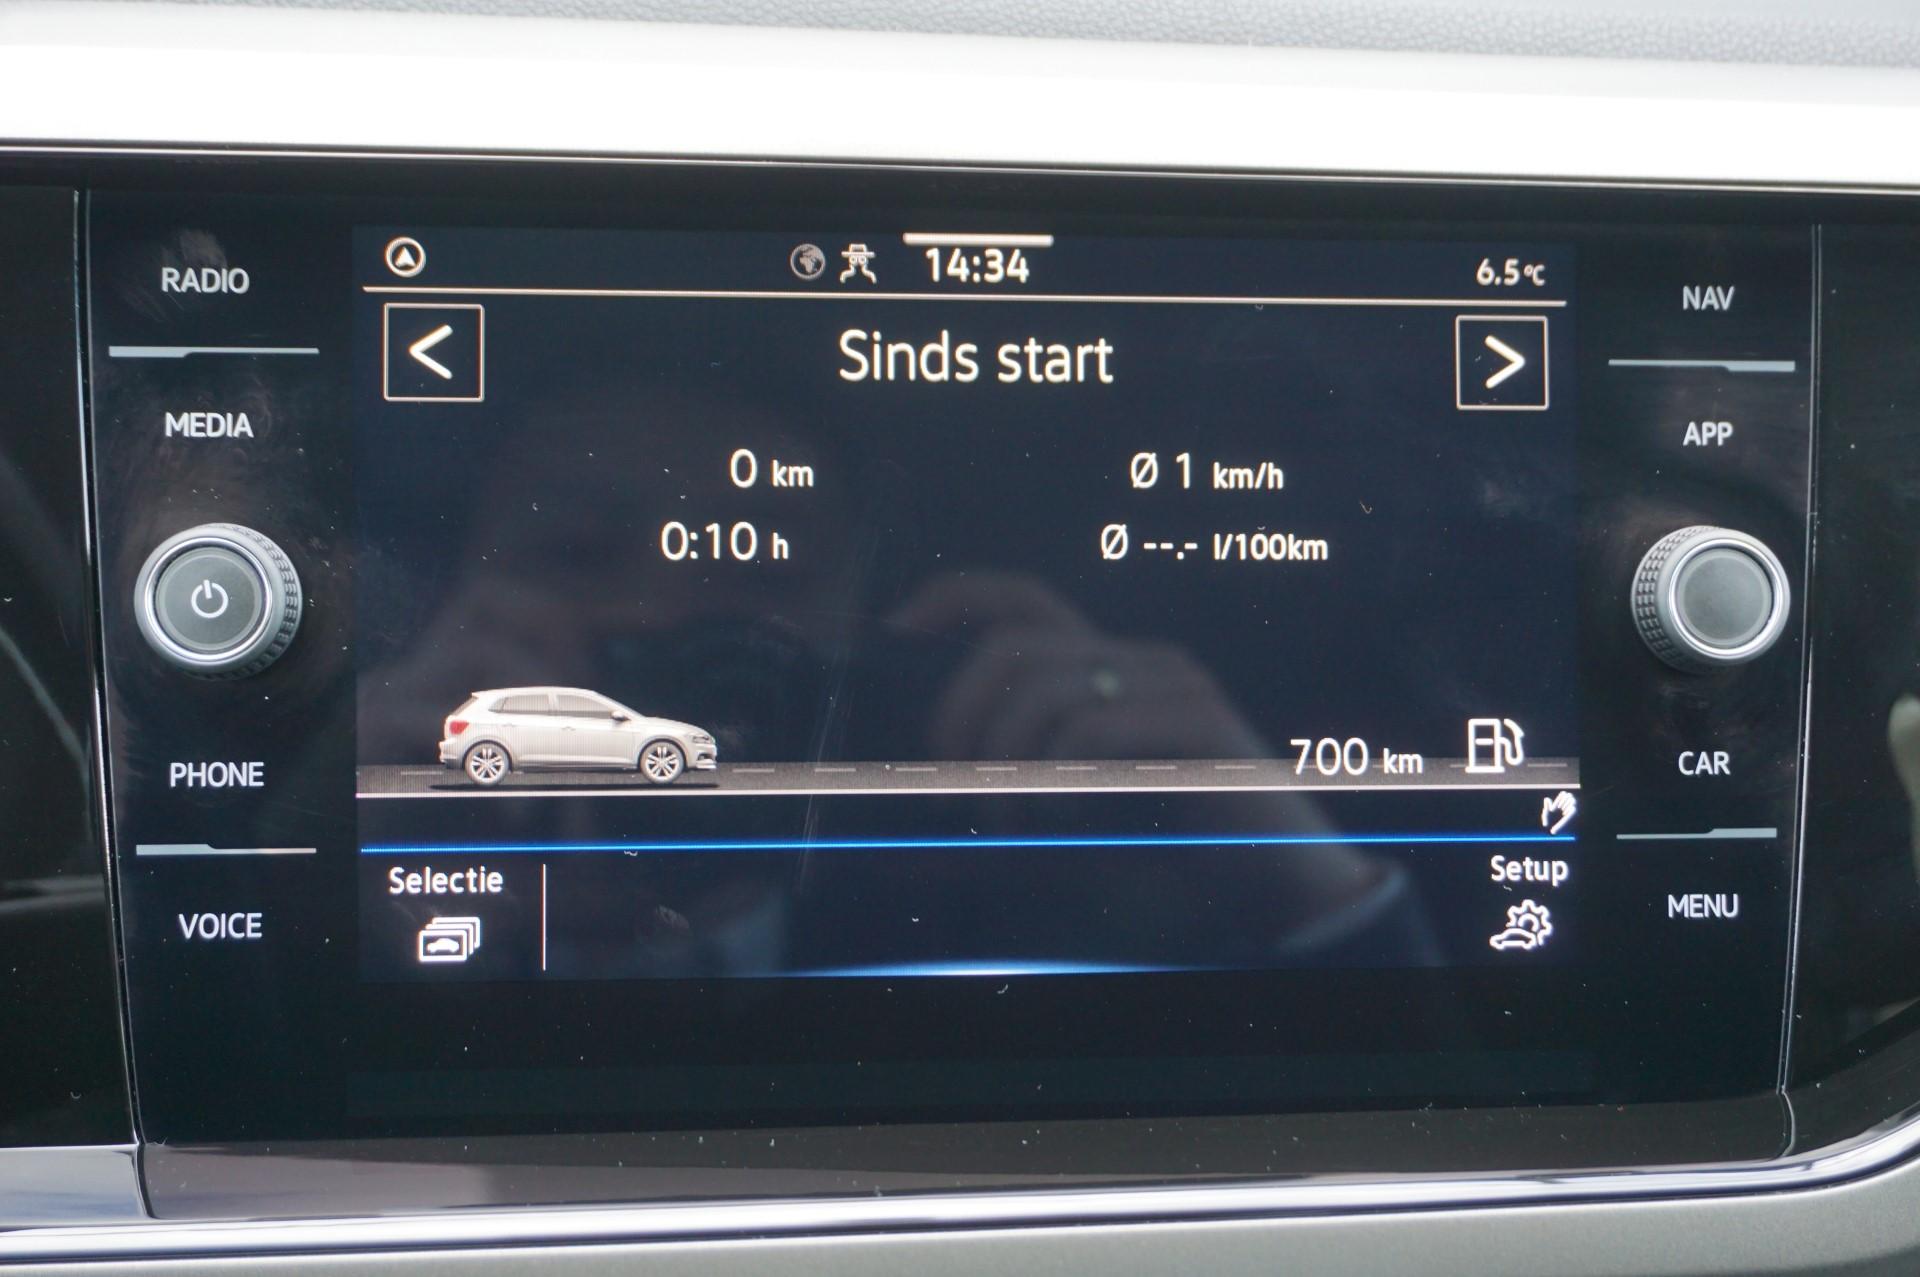 RADIO
MEDIA
PHONE
VOICE
14:34
6.5°C
Sinds start
0 km
Ø 1 km/h
0:10 h
Ø --.- l/100km
700 km
Selectie
Setup
NAV
APP
CAR
MENU